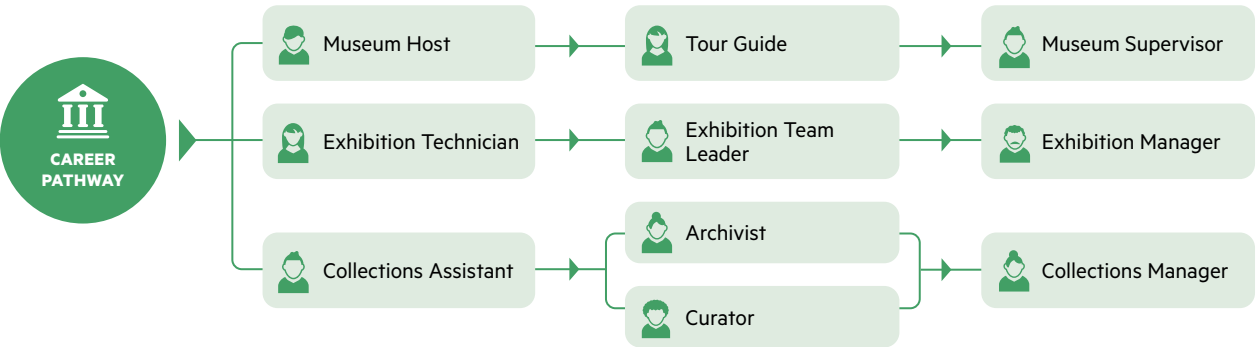 CAREER
PATHWAY
Museum Host
Tour Guide
Museum Supervisor
Exhibition Technician
Exhibition Team
Leader
Exhibition Manager
Collections Assistant
Archivist
Curator
Collections Manager